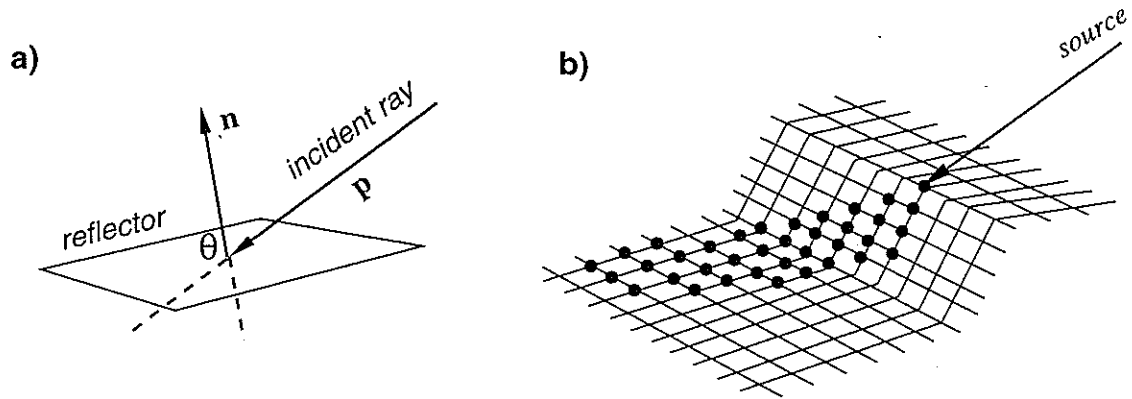 a)
n
incident ray
p
reflector
θ
b)
source